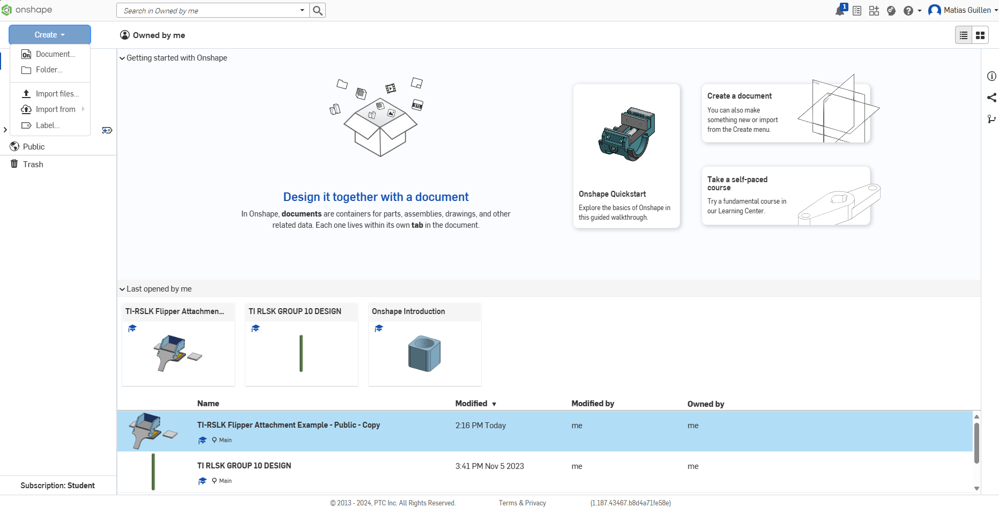 onshape
Search in Owned by me
1
Matias Guillen
Create
Owned by me
Document...
Folder...
Import files...
Import from
Label...
Public
Trash
Subscription: Student
Getting started with Onshape
STL
Design it together with a document
In Onshape, documents are containers for parts, assemblies, drawings, and other
related data. Each one lives within its own tab in the document.
Onshape Quickstart
Explore the basics of Onshape in
this guided walkthrough.
Create a document
You can also make
something new or import
from the Create menu.
Take a self-paced
course
Try a fundamental course in
our Learning Center.
Last opened by me
TI-RSLK Flipper Attachmen...
TI RLSK GROUP 10 DESIGN
Onshape Introduction
Name Modified Modified by Owned by
TI-RSLK Flipper Attachment Example - Public - Copy 2:16 PM Today me me
Main
TI RLSK GROUP 10 DESIGN 3:41 PM Nov 5 2023 me me
Main
© 2013 - 2024, PTC Inc. All Rights Reserved. Terms & Privacy (1.187.43467.b8d4a71fe58e)